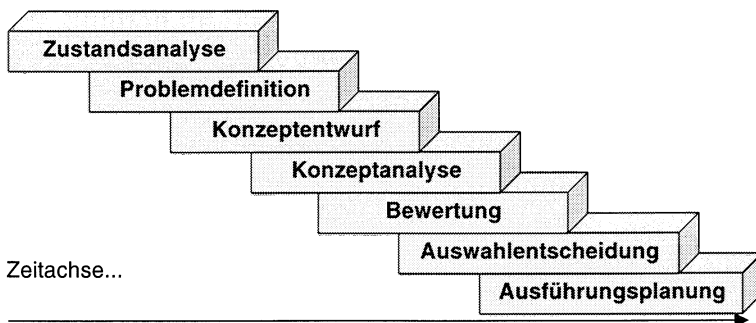 Zustandsanalyse
Problemdefinition
Konzeptentwurf
Konzeptanalyse
Bewertung
Auswahlentscheidung
Zeitachse...
Ausführungsplanung